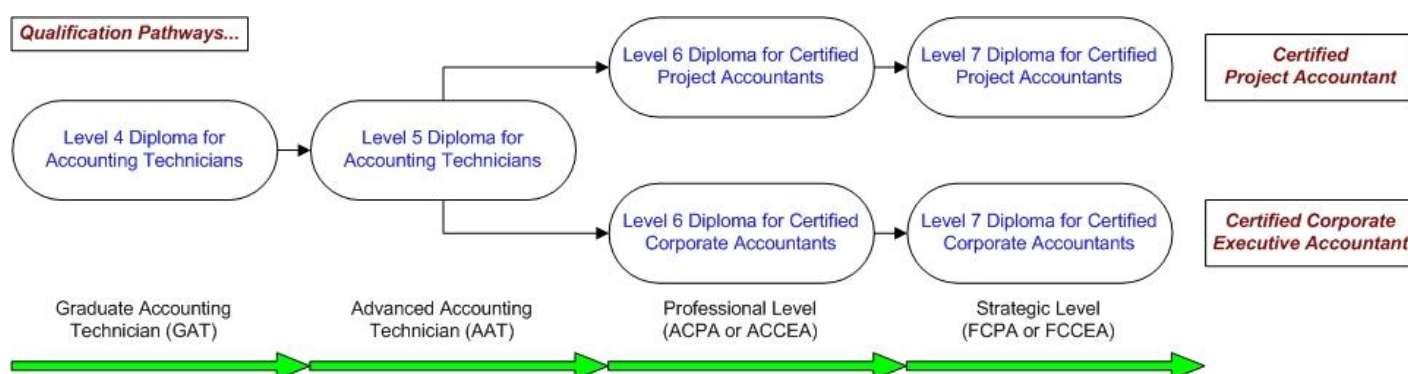 Qualification Pathways...
Level 4 Diploma for
Accounting Technicians
Level 5 Diploma for
Accounting Technicians
Level 6 Diploma for Certified
Project Accountants
Level 7 Diploma for Certified
Project Accountants
Certified
Project Accountant
Level 6 Diploma for Certified
Corporate Accountants
Level 7 Diploma for Certified
Corporate Accountants
Certified Corporate
Executive Accountant
Graduate Accounting
Technician (GAT)
Advanced Accounting
Technician (AAT)
Professional Level
(ACPA or ACCEA)
Strategic Level
(FCPA or FCCEA)